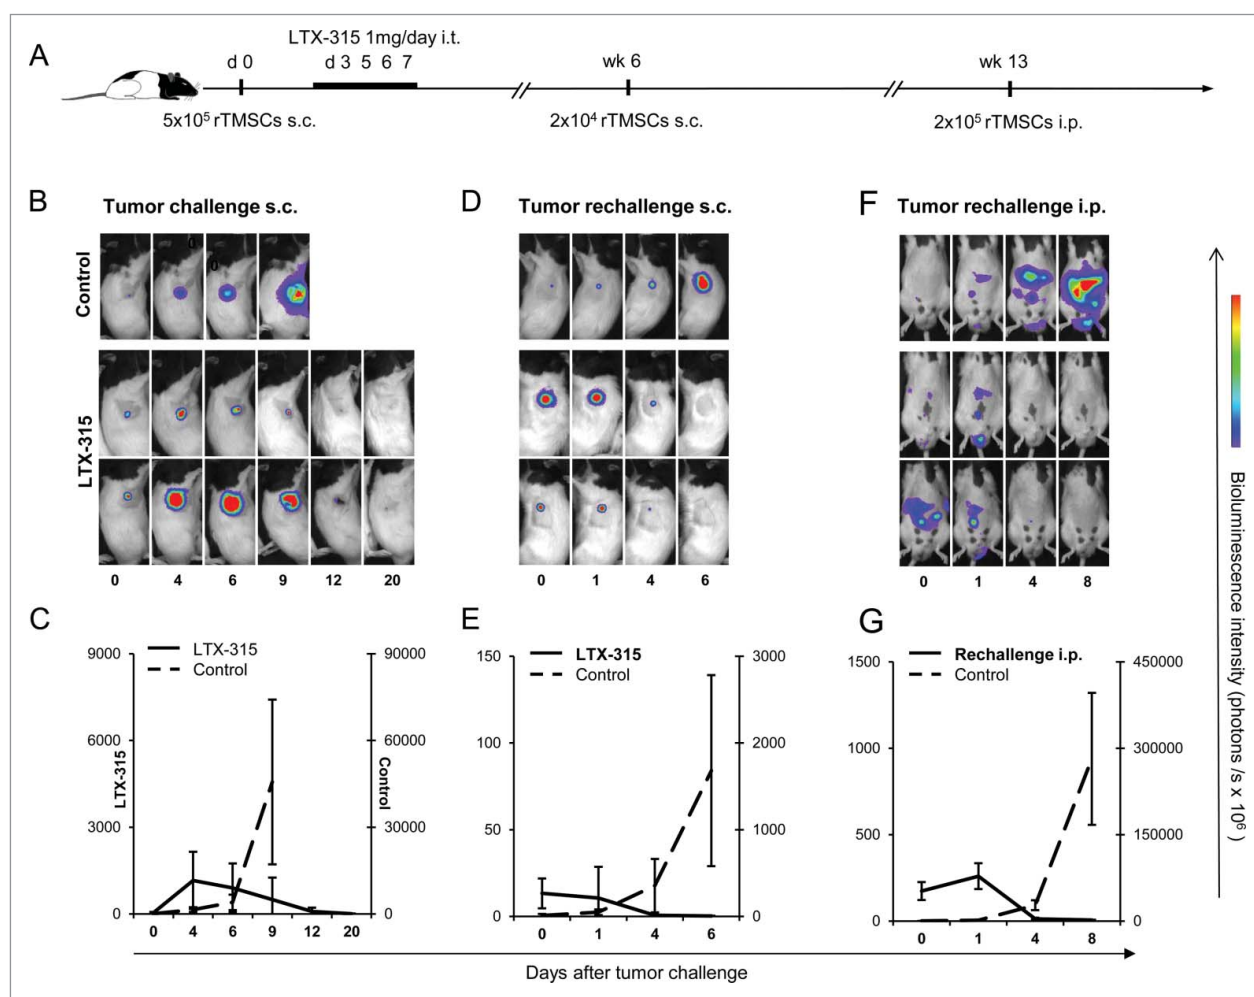 A
LTX-315 1mg/day i.t.
d 0
d 3 5 6 7
wk 6
wk 13
5x10⁵ rTMSCs s.c.
2x10⁴ rTMSCs s.c.
2x10⁵ rTMSCs i.p.
B
Tumor challenge s.c.
D
Tumor rechallenge s.c.
F
Tumor rechallenge i.p.
Control
LTX-315
0 4 6 9 12 20
0 1 4 6
0 1 4 8
Bioluminescence intensity (photons /s x 10⁶ )
C
LTX-315
Control
9000
6000
3000
0
LTX-315
90000
60000
30000
0
Control
0 4 6 9 12 20
E
LTX-315
Control
150
100
50
0
3000
2000
1000
0
0 1 4 6
G
Rechallenge i.p.
Control
1500
1000
500
0
450000
300000
150000
0
0 1 4 8
Days after tumor challenge